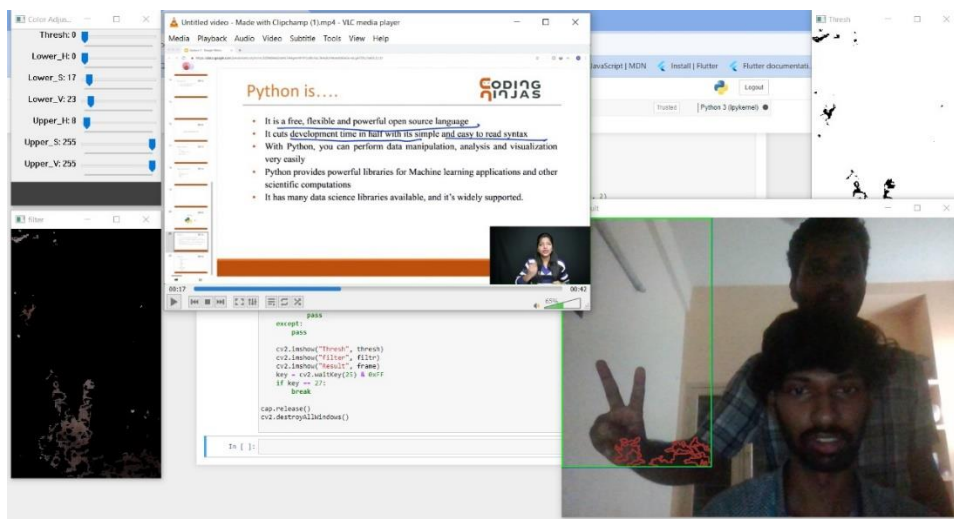 Color Adjus...
Thresh: 0
Lower_H: 0
Lower_S: 17
Lower_V: 23
Upper_H: 8
Upper_S: 255
Upper_V: 255
filter
Untitled video - Made with Clipchamp (1).mp4 - VLC media player
Media Playback Audio Video Subtitle Tools View Help
Python is....
CODING
NINJAS
• It is a free, flexible and powerful open source language
• It cuts development time in half with its simple and easy to read syntax
• With Python, you can perform data manipulation, analysis and visualization
very easily
• Python provides powerful libraries for Machine learning applications and other
scientific computations
• It has many data science libraries available, and it's widely supported.
00:17
00:42
65%
JavaScript | MDN Install | Flutter Flutter documentati...
Logout
Trusted Python 3 (ipykernel)
Thresh
pass
except:
pass
cv2.imshow("Thresh", thresh)
cv2.imshow("Filter", filtr)
cv2.imshow("Result", frame)
key = cv2.waitKey(25) & 0xFF
if key == 27:
break
cap.release()
cv2.destroyAllWindows()
In [ ]: